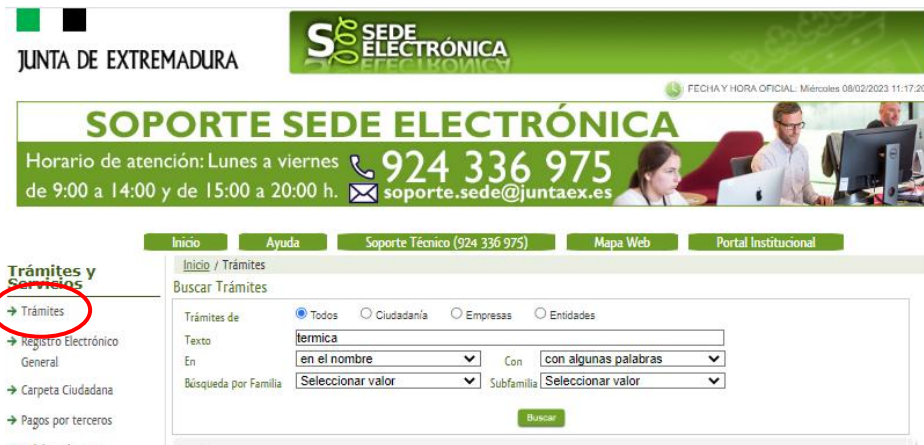 JUNTA DE EXTREMADURA
SEDE
ELECTRÓNICA
FECHA Y HORA OFICIAL: Miércoles 08/02/2023 11:17:20
SOPORTE SEDE ELECTRÓNICA
Horario de atención: Lunes a viernes 924 336 975
de 9:00 a 14:00 y de 15:00 a 20:00 h. soporte.sede@juntaex.es
Inicio Ayuda Soporte Técnico (924 336 975) Mapa Web Portal Institucional
Trámites y
Servicios
Trámites
Registro Electrónico
General
Carpeta Ciudadana
Pagos por terceros
Inicio / Trámites
Buscar Trámites
Trámites de Todos Ciudadanía Empresas Entidades
Texto termica
En en el nombre Con con algunas palabras
Búsqueda por Familia Seleccionar valor Subfamilia Seleccionar valor
Buscar